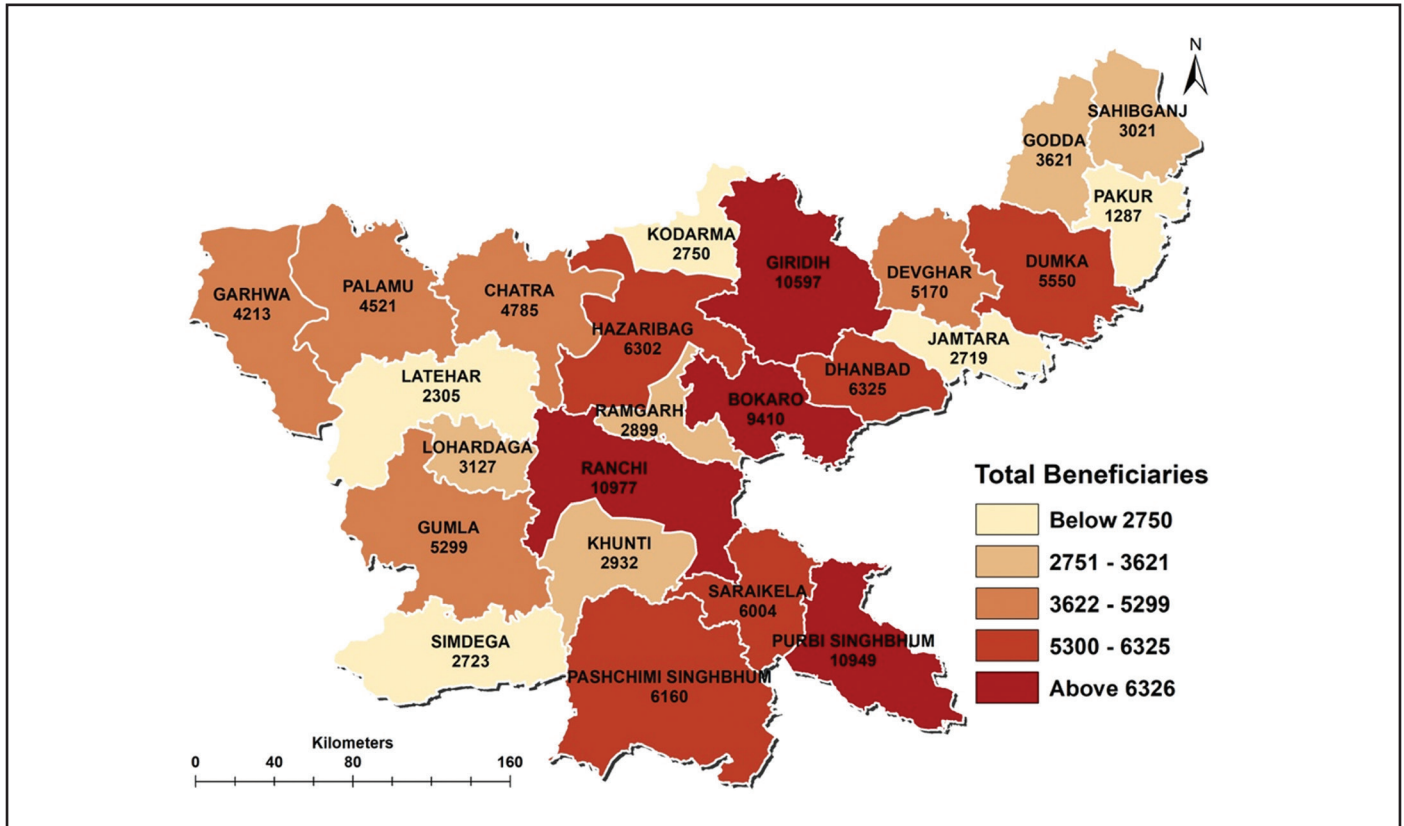 N
SAHIBGANJ
3021
GODDA
3621
PAKUR
1287
KODARMA
2750
GIRIDIH
10597
DEVGHAR
5170
DUMKA
5550
GARHWA
4213
PALAMU
4521
CHATRA
4785
HAZARIBAG
6302
JAMTARA
2719
LATEHAR
2305
DHANBAD
6325
RAMGARH
2899
BOKARO
9410
LOHARDAGA
3127
RANCHI
10977
GUMLA
5299
KHUNTI
2932
SARAIKELA
6004
SIMDEGA
2723
PURBI SINGHBHUM
10949
PASHCHIMI SINGHBHUM
6160
Total Beneficiaries
Below 2750
2751 - 3621
3622 - 5299
5300 - 6325
Above 6326
Kilometers
0 40 80 160